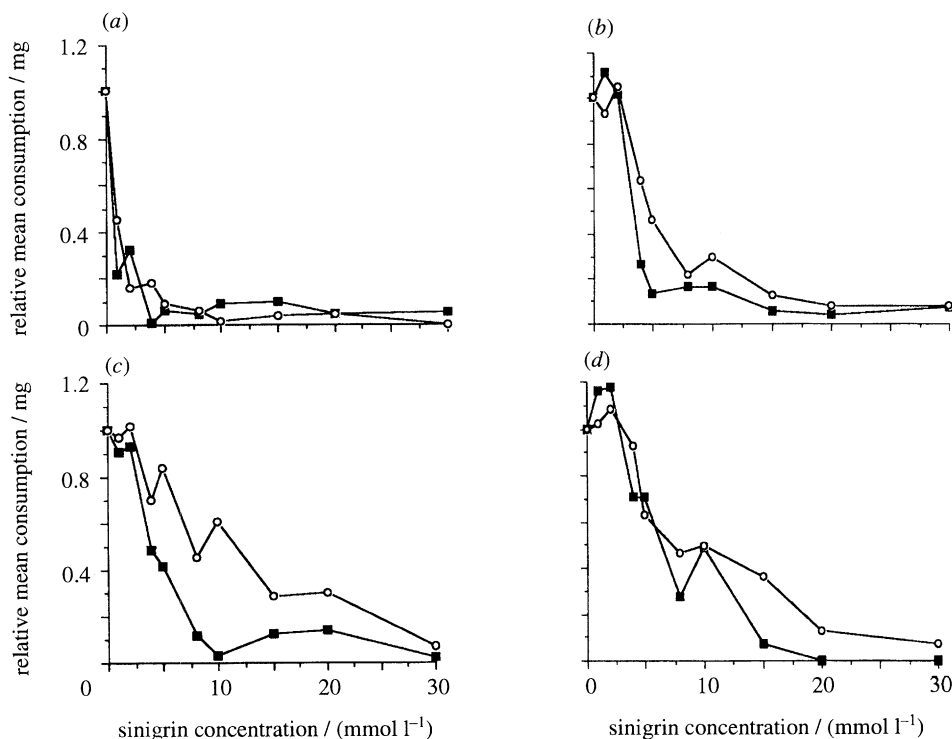 (a)
(b)
relative mean consumption / mg
1.2
0.8
0.4
0
(c)
(d)
relative mean consumption / mg
1.2
0.8
0.4
0
10
20
30
0
10
20
30
sinigrin concentration / (mmol l⁻¹)
sinigrin concentration / (mmol l⁻¹)